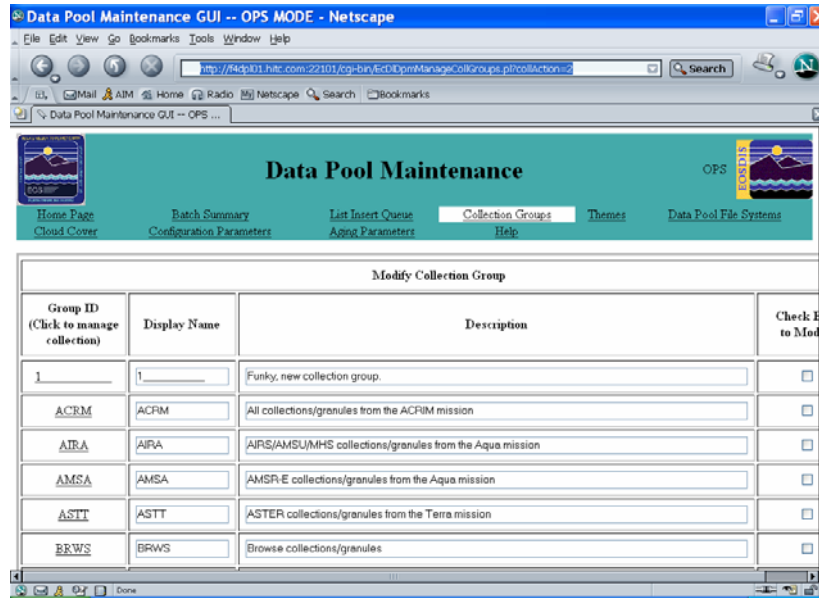 Data Pool Maintenance GUI -- OPS MODE - Netscape
File Edit View Go Bookmarks Tools Window Help
http://f4dpl01.hitc.com:22101/cgi-bin/EcDlDpmManageCollGroups.pl?collAction=2
Search
Mail AIM Home Radio Netscape Search Bookmarks
Data Pool Maintenance GUI -- OPS ...
Data Pool Maintenance
OPS
EOSDIS
Home Page Batch Summary List Insert Queue Collection Groups Themes Data Pool File Systems
Cloud Cover Configuration Parameters Aging Parameters Help
Modify Collection Group
Group ID
(Click to manage
collection)
Display Name
Description
Check B
to Mod
1__________ 1__________ Funky, new collection group.
ACRM ACRM All collections/granules from the ACRIM mission
AIRA AIRA AIRS/AMSU/MHS collections/granules from the Aqua mission
AMSA AMSA AMSR-E collections/granules from the Aqua mission
ASTT ASTT ASTER collections/granules from the Terra mission
BRWS BRWS Browse collections/granules
Done